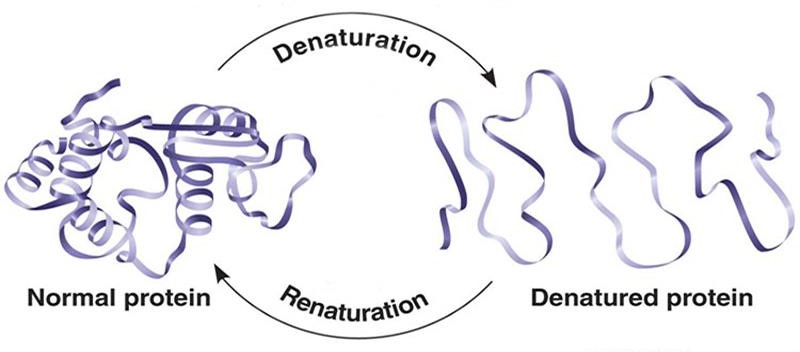 Denaturation
Normal protein
Denatured protein
Renaturation